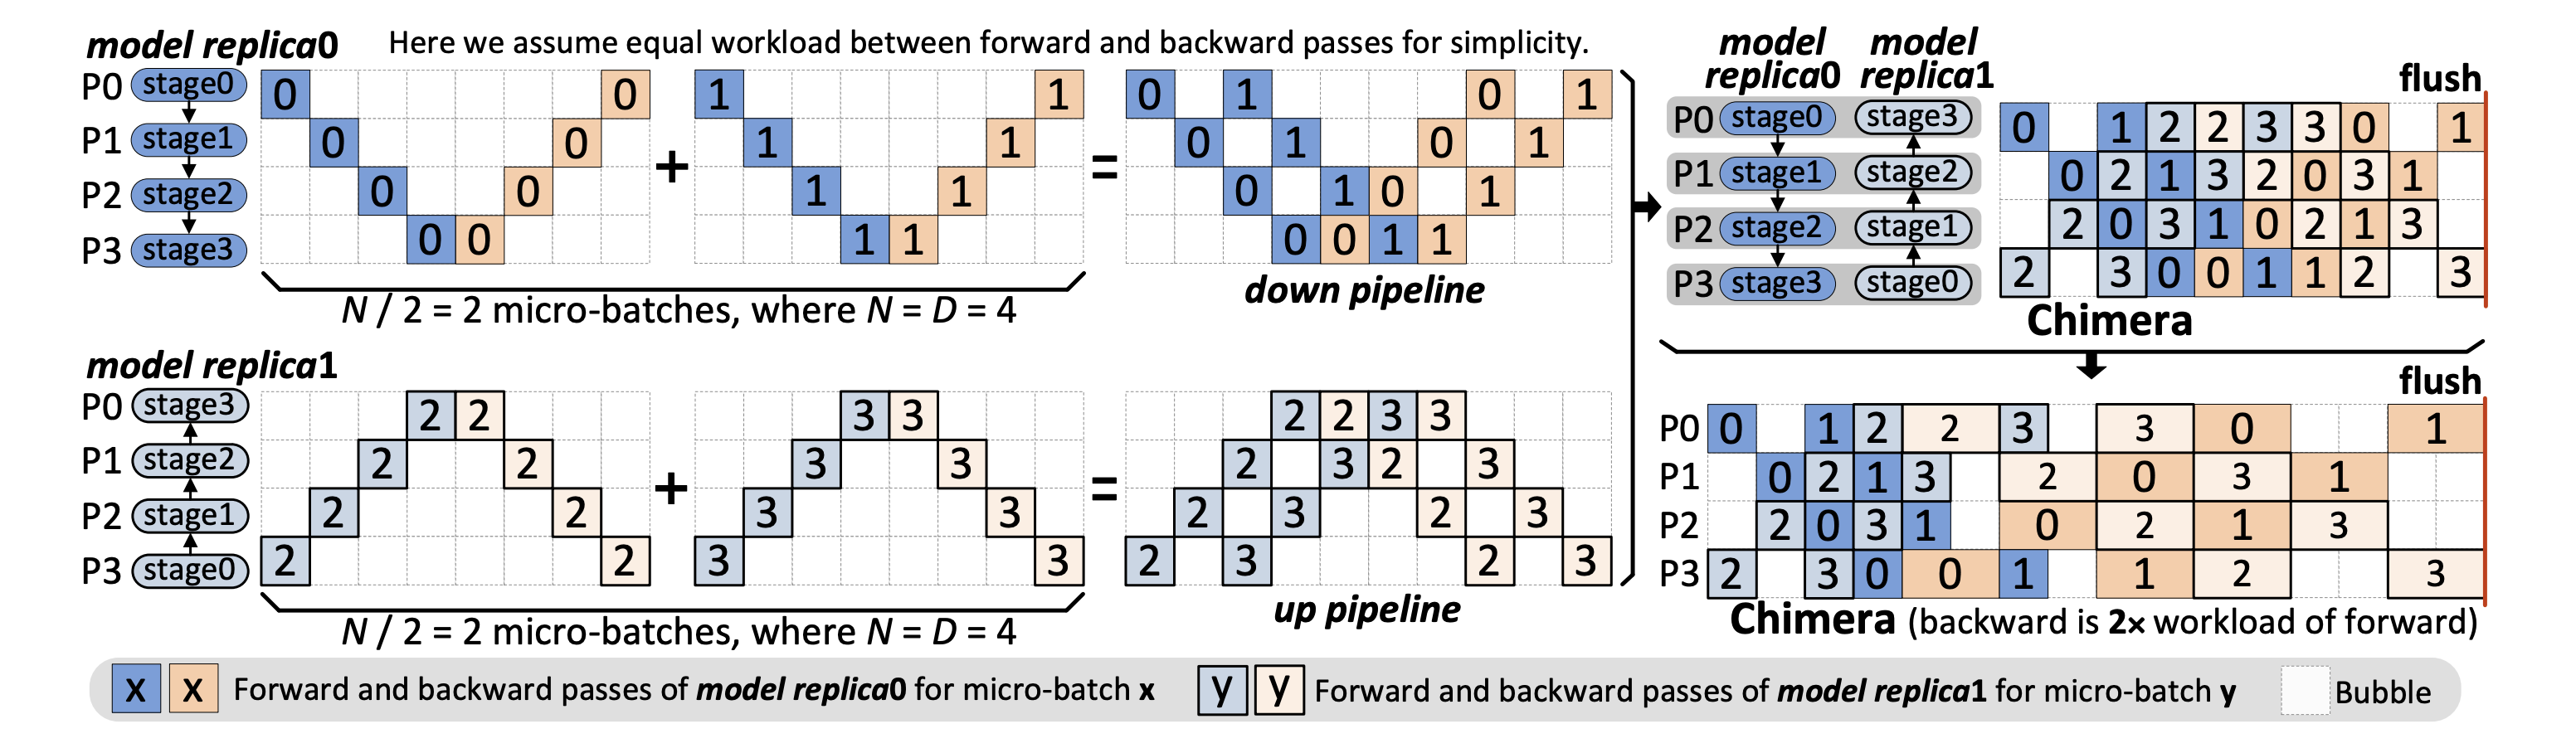 model replica0 Here we assume equal workload between forward and backward passes for simplicity.
P0 stage0 0 0
P1 stage1 0 0
P2 stage2 0 0
P3 stage3 0 0
+
1 1
1 1
1 1
1 1
=
0 1 0 1
0 1 0 1
0 1 0 1
0 0 1 1
N / 2 = 2 micro-batches, where N = D = 4
down pipeline
model replica1
P0 stage3 2 2
P1 stage2 2 2
P2 stage1 2 2
P3 stage0 2 2
+
3 3
3 3
3 3
3 3
=
2 2 3 3
2 3 2 3
2 3 2 3
2 3 2 3
N / 2 = 2 micro-batches, where N = D = 4
up pipeline
model model
replica0 replica1
flush
P0 stage0 stage3 0 1 2 2 3 3 0 1
P1 stage1 stage2 0 2 1 3 2 0 3 1
P2 stage2 stage1 2 0 3 1 0 2 1 3
P3 stage3 stage0 2 3 0 0 1 1 2 3
Chimera
flush
P0 0 1 2 2 3 3 0 1
P1 0 2 1 3 2 0 3 1
P2 2 0 3 1 0 2 1 3
P3 2 3 0 0 1 1 2 3
Chimera (backward is 2x workload of forward)
x x Forward and backward passes of model replica0 for micro-batch x y y Forward and backward passes of model replica1 for micro-batch y Bubble